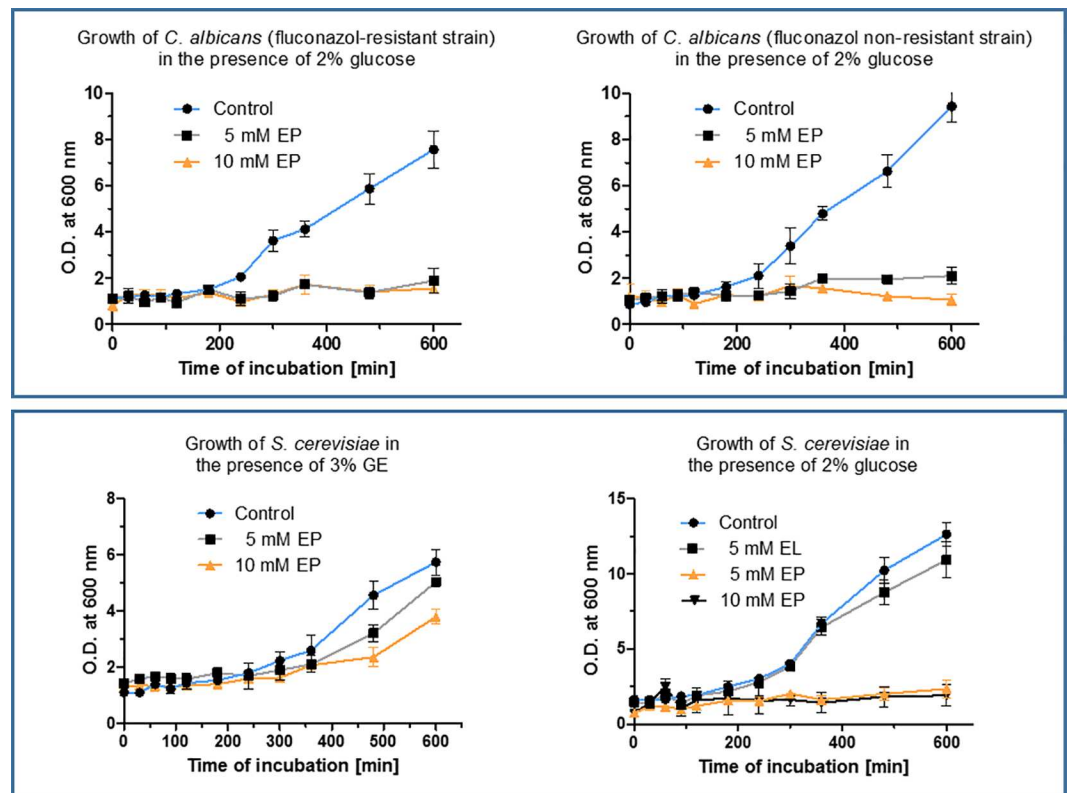 Growth of C. albicans (fluconazol-resistant strain)
in the presence of 2% glucose
10
8
6
4
2
0
O.D. at 600 nm
Control
5 mM EP
10 mM EP
0 200 400 600
Time of incubation [min]
Growth of C. albicans (fluconazol non-resistant strain)
in the presence of 2% glucose
10
8
6
4
2
0
O.D. at 600 nm
Control
5 mM EP
10 mM EP
0 200 400 600
Time of incubation [min]
Growth of S. cerevisiae in
the presence of 3% GE
8
6
4
2
0
O.D. at 600 nm
Control
5 mM EP
10 mM EP
0 100 200 300 400 500 600
Time of incubation [min]
Growth of S. cerevisiae in
the presence of 2% glucose
15
10
5
0
O.D. at 600 nm
Control
5 mM EL
5 mM EP
10 mM EP
0 200 400 600
Time of incubation [min]